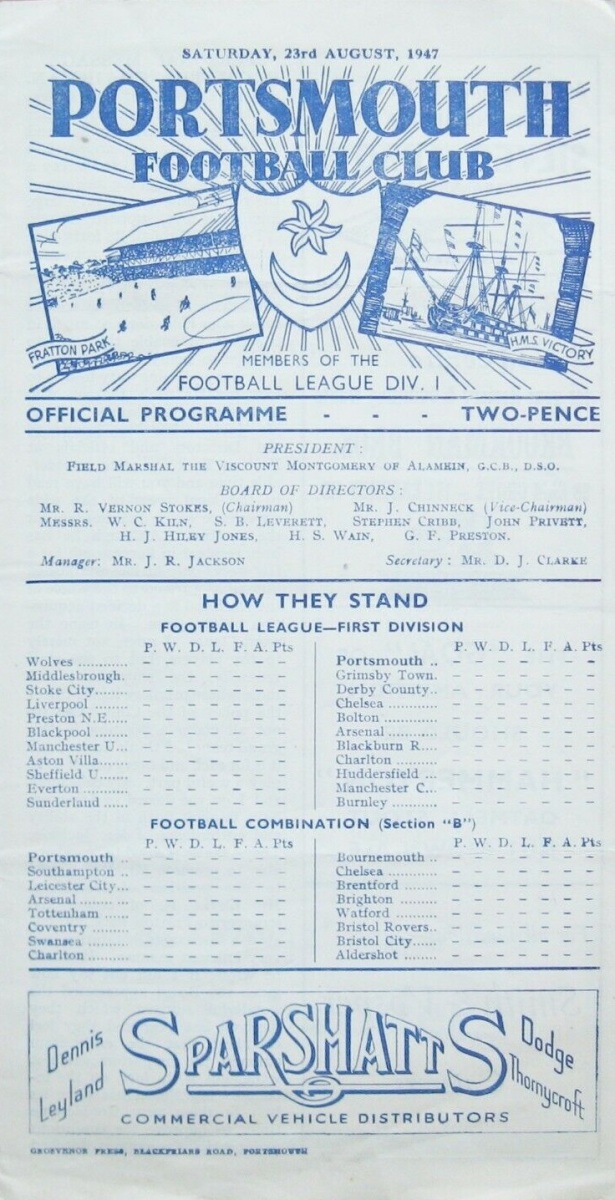 SATURDAY, 23rd AUGUST, 1947
PORTSMOUTH
FOOTBALL CLUB
FRATTON PARK
H.M.S. VICTORY
MEMBERS OF THE
FOOTBALL LEAGUE DIV. I
OFFICIAL PROGRAMME - - - TWO-PENCE
PRESIDENT :
FIELD MARSHAL THE VISCOUNT MONTGOMERY OF ALAMEIN, G.C.B., D.S.O.
BOARD OF DIRECTORS :
MR. R. VERNON STOKES, (Chairman) MR. J. CHINNECK (Vice-Chairman)
MESSRS. W. C. KILN, S. B. LEVERETT, STEPHEN CRIBB, JOHN PRIVETT,
H. J. HILEY JONES, H. S. WAIN, G. F. PRESTON.
Manager: MR. J. R. JACKSON Secretary : MR. D. J. CLARKE
HOW THEY STAND
FOOTBALL LEAGUE—FIRST DIVISION
P. W. D. L. F. A. Pts
Wolves ............ - - - - - - -
Middlesbrough. - - - - - - -
Stoke City........ - - - - - - -
Liverpool ......... - - - - - - -
Preston N.E..... - - - - - - -
Blackpool ........ - - - - - - -
Manchester U... - - - - - - -
Aston Villa....... - - - - - - -
Sheffield U....... - - - - - - -
Everton ........... - - - - - - -
Sunderland ...... - - - - - - -
P. W. D. L. F. A. Pts
Portsmouth .. - - - - - - -
Grimsby Town. - - - - - - -
Derby County.. - - - - - - -
Chelsea ............ - - - - - - -
Bolton ............. - - - - - - -
Arsenal............. - - - - - - -
Blackburn R.... - - - - - - -
Charlton .......... - - - - - - -
Huddersfield ... - - - - - - -
Manchester C... - - - - - - -
Burnley ........... - - - - - - -
FOOTBALL COMBINATION (Section "B")
P. W. D. L. F. A. Pts
Portsmouth .. - - - - - - -
Southampton .. - - - - - - -
Leicester City... - - - - - - -
Arsenal ........... - - - - - - -
Tottenham ...... - - - - - - -
Coventry ......... - - - - - - -
Swansea .......... - - - - - - -
Charlton .......... - - - - - - -
P. W. D. L. F. A. Pts
Bournemouth .. - - - - - - -
Chelsea ............ - - - - - - -
Brentford ........ - - - - - - -
Brighton .......... - - - - - - -
Watford ........... - - - - - - -
Bristol Rovers.. - - - - - - -
Bristol City...... - - - - - - -
Aldershot ........ - - - - - - -
Dennis
Leyland
SPARSHATTS
Dodge
Thornycroft
COMMERCIAL VEHICLE DISTRIBUTORS
GROSVENOR PRESS, BLACKFRIARS ROAD, PORTSMOUTH